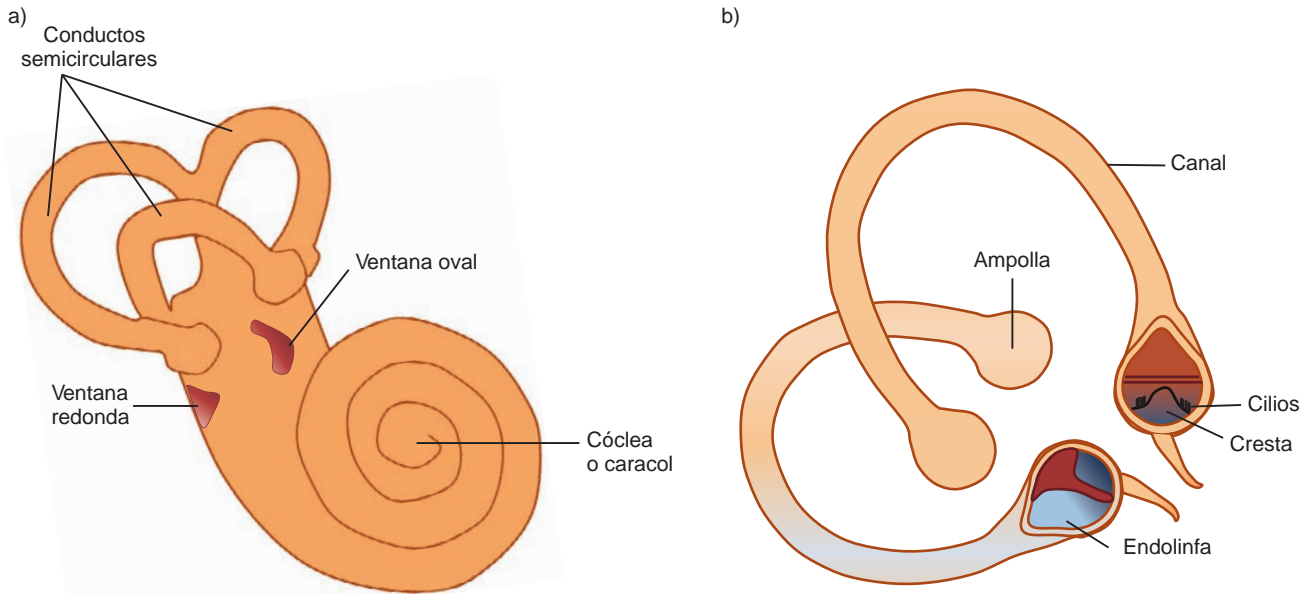 a)
Conductos
semicirculares
Ventana oval
Ventana
redonda
Cóclea
o caracol
b)
Canal
Ampolla
Cilios
Cresta
Endolinfa